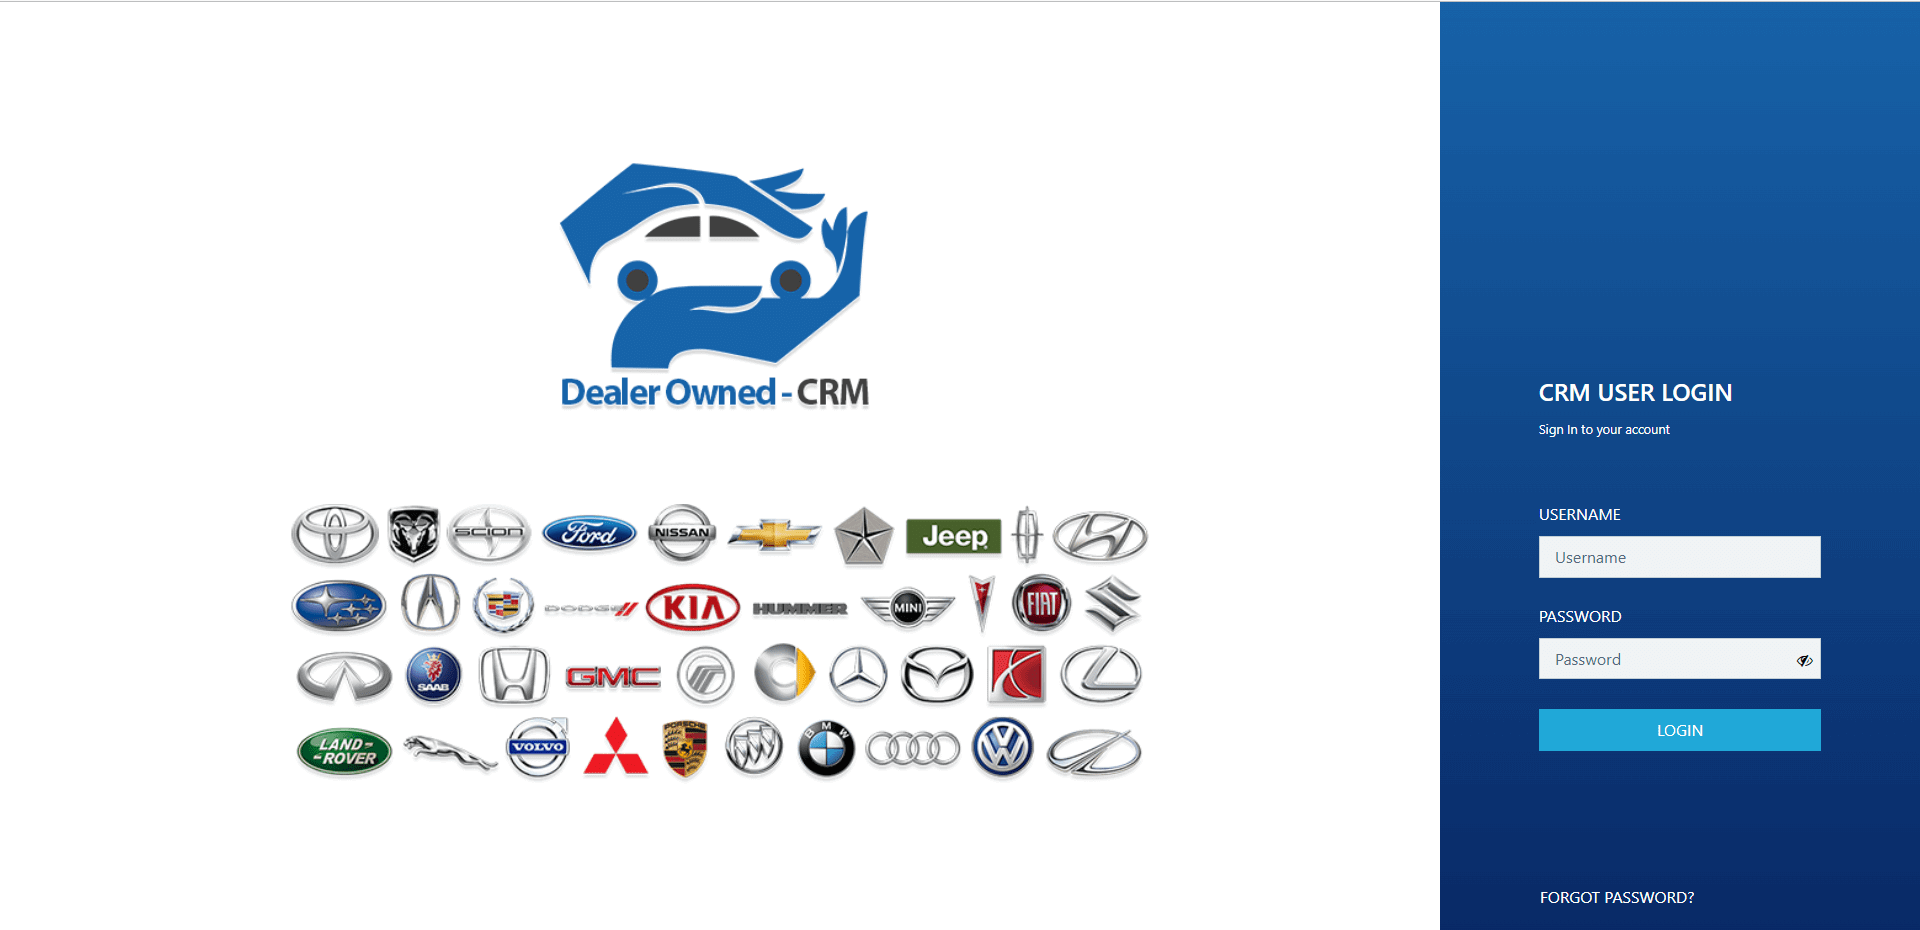 Dealer Owned - CRM
SCION
Ford
NISSAN
Jeep
DODGE
KIA
HUMMER
MINI
FIAT
SAAB
GMC
LAND-
-ROVER
VOLVO
PORSCHE
BMW
CRM USER LOGIN
Sign In to your account
USERNAME
Username
PASSWORD
Password
LOGIN
FORGOT PASSWORD?